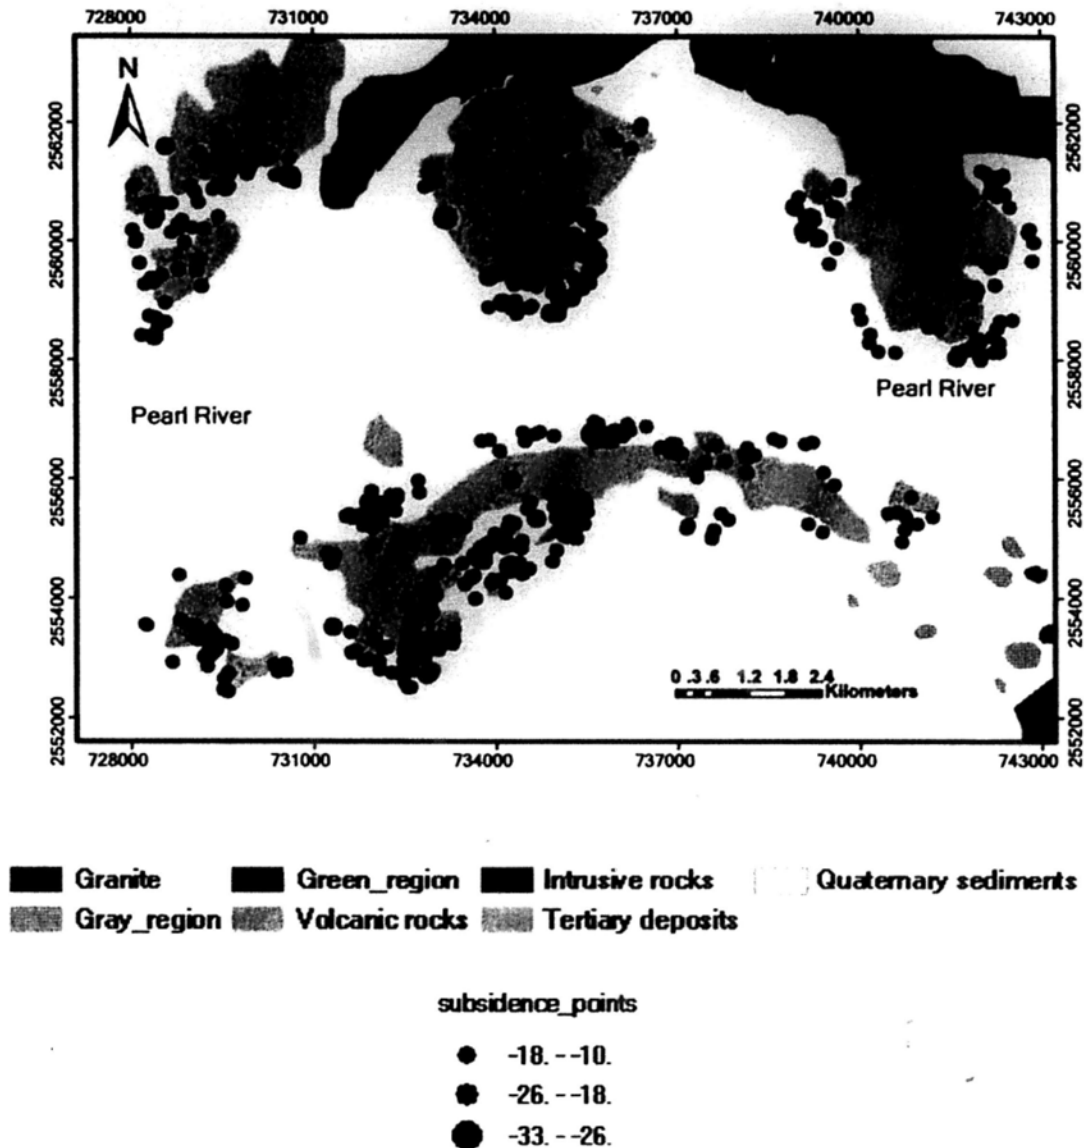 728000 731000 734000 737000 740000 743000
N
2562000 2562000
2560000 2560000
2558000 2558000
Pearl River Pearl River
2556000 2556000
2554000 2554000
0 .3 .6 1.2 1.8 2.4
Kilometers
2552000 2552000
728000 731000 734000 737000 740000 743000
Granite Green_region Intrusive rocks Quaternary sediments
Gray_region Volcanic rocks Tertiary deposits
subsidence_points
-18. - -10.
-26. - -18.
-33. - -26.